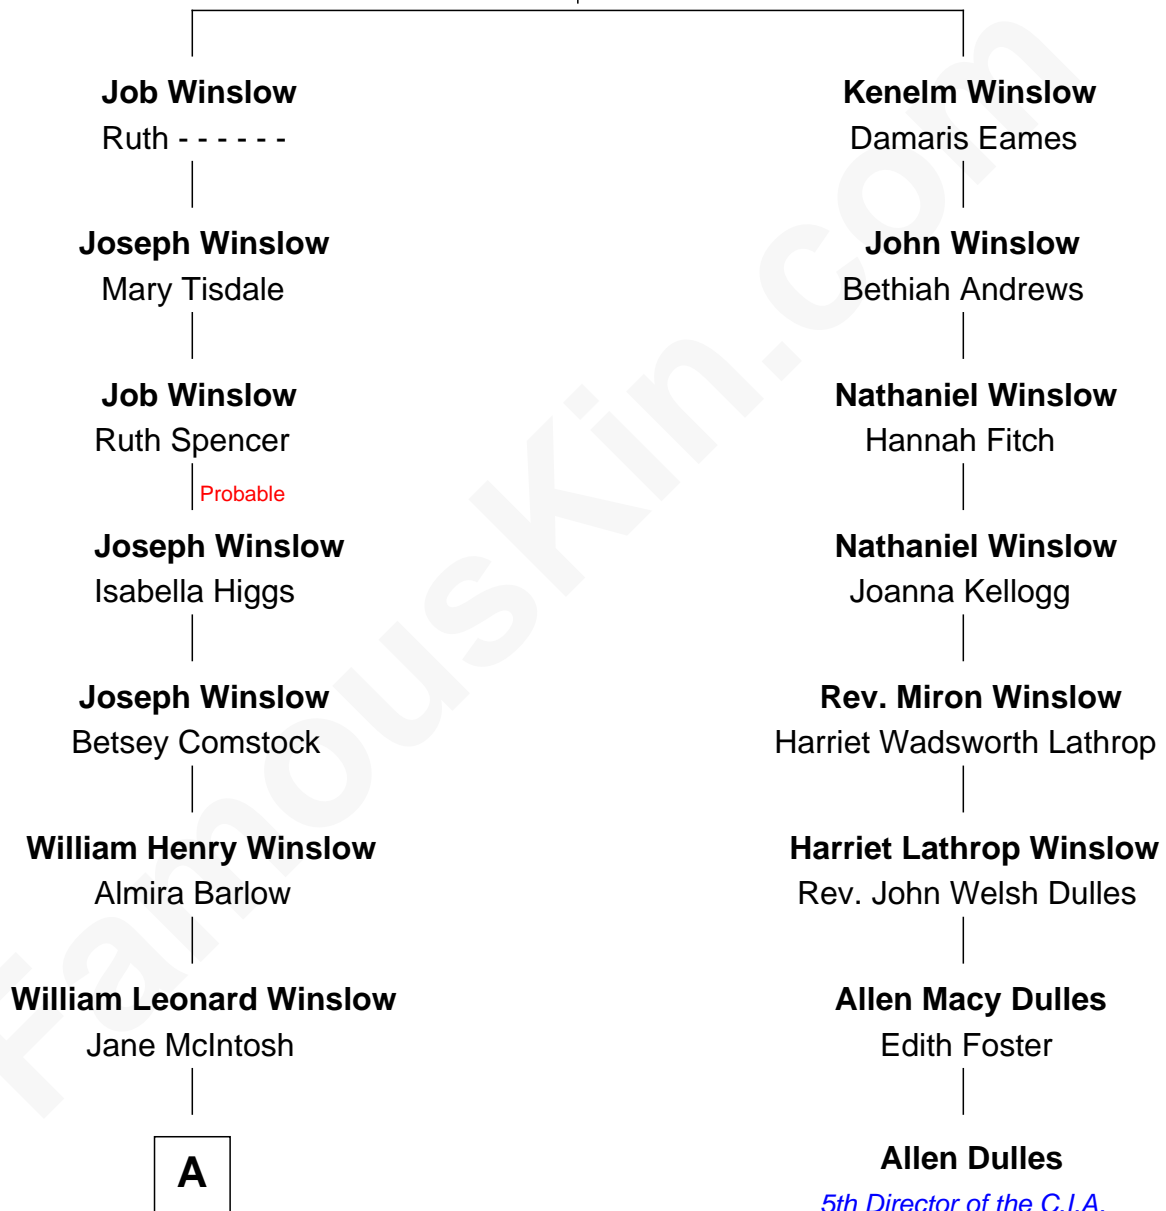 Job Winslow
Ruth - - - - - -
Kenelm Winslow
Damaris Eames
Joseph Winslow
Mary Tisdale
John Winslow
Bethiah Andrews
Job Winslow
Ruth Spencer
Nathaniel Winslow
Hannah Fitch
Probable
Joseph Winslow
Isabella Higgs
Nathaniel Winslow
Joanna Kellogg
Joseph Winslow
Betsey Comstock
Rev. Miron Winslow
Harriet Wadsworth Lathrop
William Henry Winslow
Almira Barlow
Harriet Lathrop Winslow
Rev. John Welsh Dulles
William Leonard Winslow
Jane McIntosh
Allen Macy Dulles
Edith Foster
A
Allen Dulles
5th Director of the C.I.A.
FamousKin.com